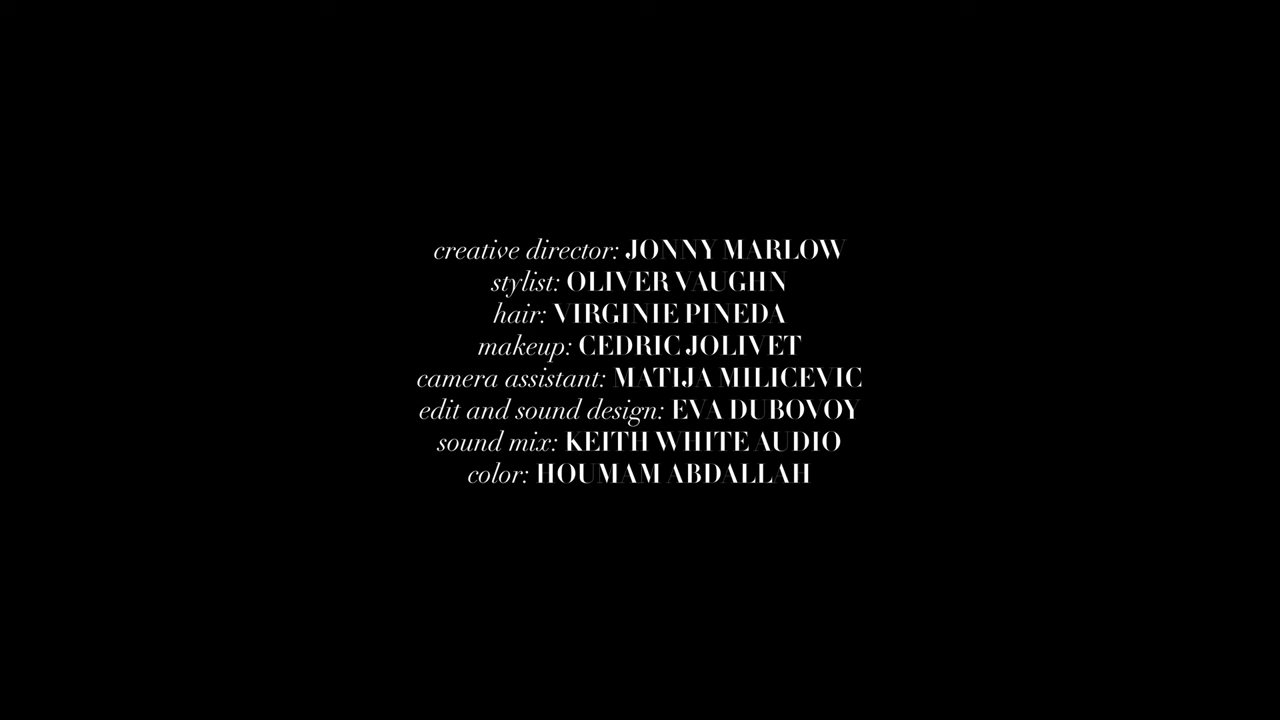 creative director: JONNY MARLOW
stylist: OLIVER VAUGHN
hair: VIRGINIE PINEDA
makeup: CEDRIC JOLIVET
camera assistant: MATIJA MILICEVIC
edit and sound design: EVA DUBOVOY
sound mix: KEITH WHITE AUDIO
color: HOUMAM ABDALLAH